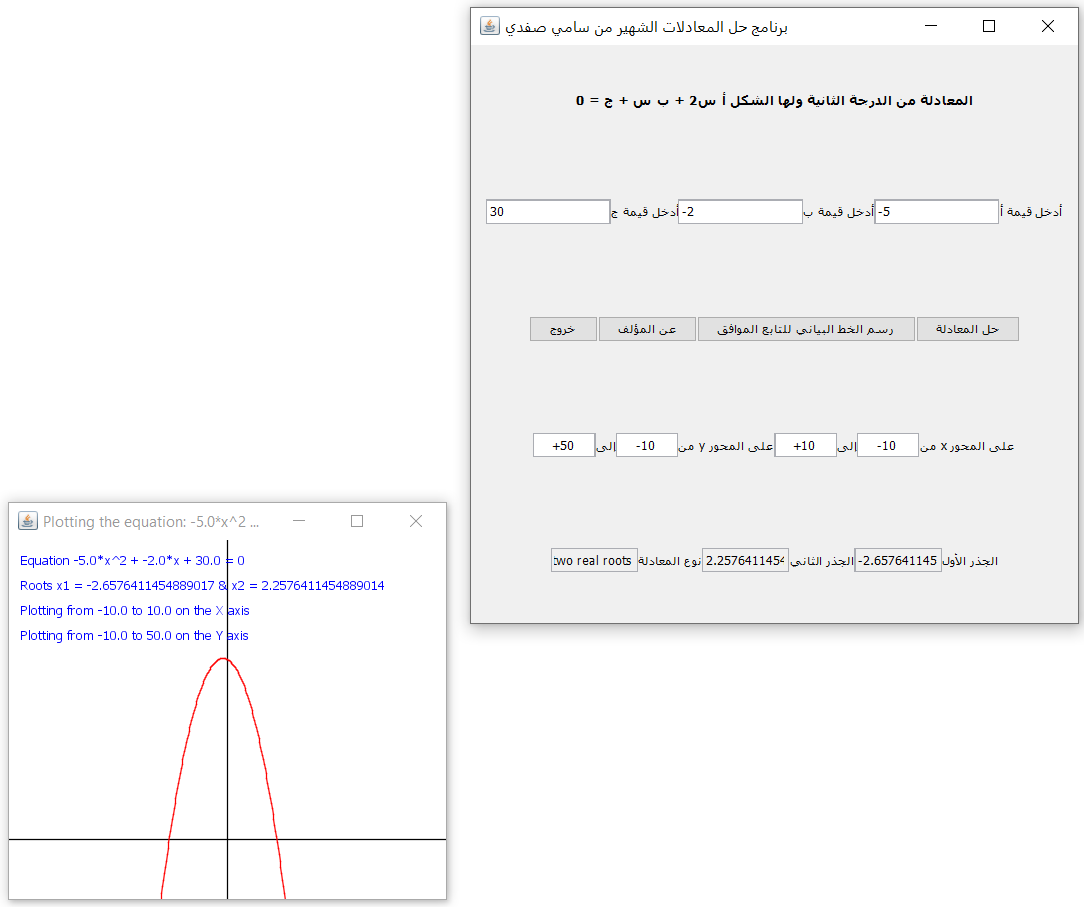 برنامج حل المعادلات الشهير من سامي صفدي
المعادلة من الدرجة الثانية ولها الشكل أ س2 + ب س + ج = 0
أدخل قيمة أ -5 أدخل قيمة ب -2 أدخل قيمة ج 30
حل المعادلة رسم الخط البياني للتابع الموافق عن المؤلف خروج
على المحور x من -10 إلى +10 على المحور y من -10 إلى +50
الجذر الأول -2.657641145 الجذر الثاني 2.2576411454 نوع المعادلة two real roots
Plotting the equation: -5.0*x^2 ...
Equation -5.0*x^2 + -2.0*x + 30.0 = 0
Roots x1 = -2.6576411454889017 & x2 = 2.2576411454889014
Plotting from -10.0 to 10.0 on the X axis
Plotting from -10.0 to 50.0 on the Y axis